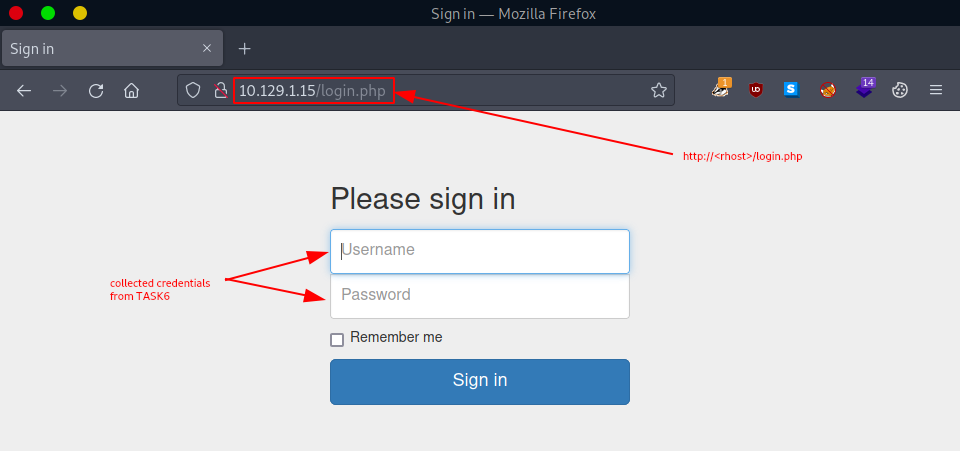 Sign in — Mozilla Firefox
Sign in
10.129.1.15/login.php
1
UO
S
14
http://<rhost>/login.php
Please sign in
Username
collected credentials
from TASK6
Password
Remember me
Sign in